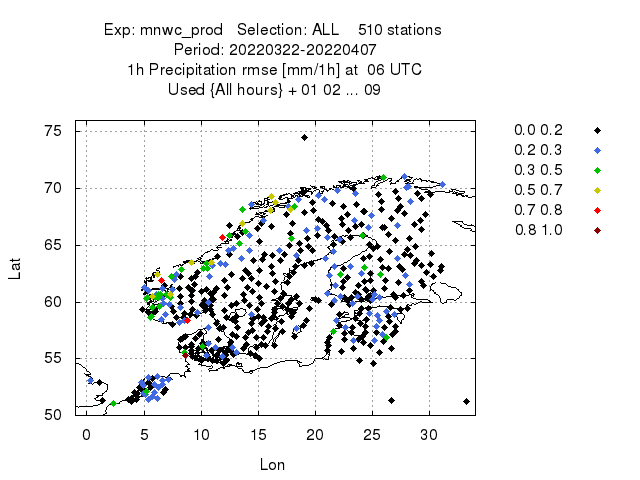 Exp: mnwc_prod   Selection: ALL    510 stations
Period: 20220322-20220407
1h Precipitation rmse [mm/1h] at  06 UTC
Used {All hours} + 01 02 ... 09
75
70
65
60
55
50
Lat
0 5 10 15 20 25 30
Lon
0.0 0.2
0.2 0.3
0.3 0.5
0.5 0.7
0.7 0.8
0.8 1.0